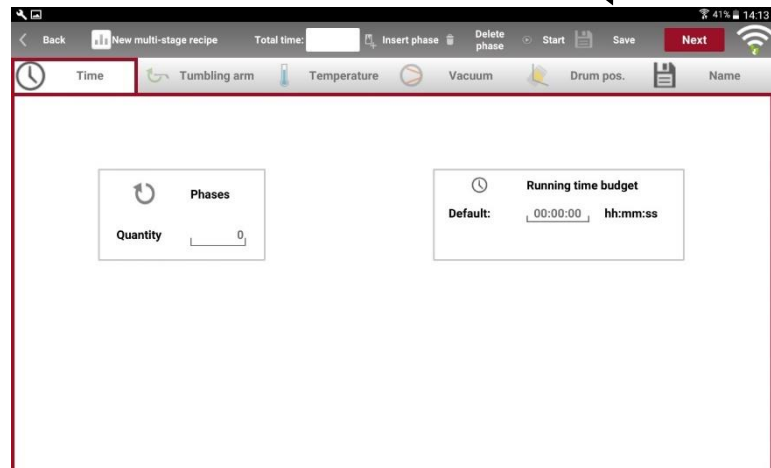 41% 14:13
Back New multi-stage recipe Total time: Insert phase Delete phase Start Save Next
Time Tumbling arm Temperature Vacuum Drum pos. Name
Phases
Quantity 0
Running time budget
Default: 00:00:00 hh:mm:ss